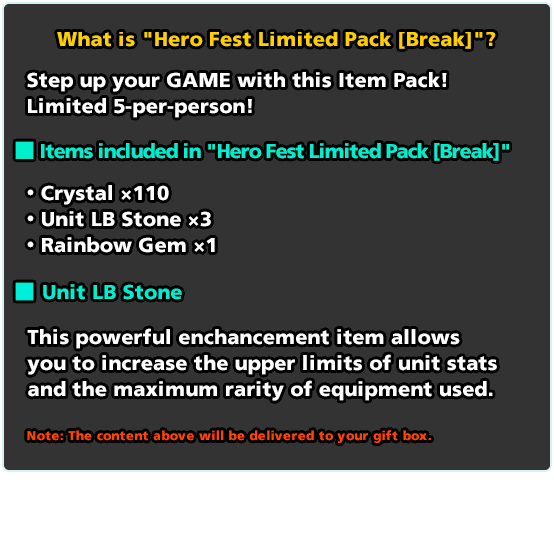 What is "Hero Fest Limited Pack [Break]"?
Step up your GAME with this Item Pack!
Limited 5-per-person!
■ Items included in "Hero Fest Limited Pack [Break]"
• Crystal ×110
• Unit LB Stone ×3
• Rainbow Gem ×1
■ Unit LB Stone
This powerful enchancement item allows
you to increase the upper limits of unit stats
and the maximum rarity of equipment used.
Note: The content above will be delivered to your gift box.